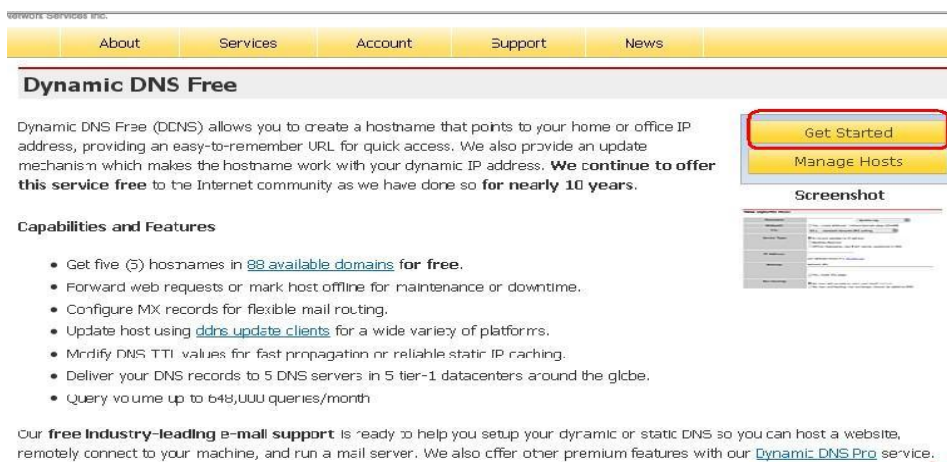 Network Services Inc.
About Services Account Support News
Dynamic DNS Free
Dynamic DNS Free (DDNS) allows you to create a hostname that points to your home or office IP
address, providing an easy-to-remember URL for quick access. We also provide an update
mechanism which makes the hostname work with your dynamic IP address. We continue to offer
this service free to the Internet community as we have done so for nearly 10 years.
Get Started
Manage Hosts
Screenshot
Capabilities and Features
• Get five (5) hostnames in 88 available domains for free.
• Forward web requests or mark host offline for maintenance or downtime.
• Configure MX records for flexible mail routing.
• Update host using ddns update clients for a wide variety of platforms.
• Modify DNS TTL values for fast propagation or reliable static IP caching.
• Deliver your DNS records to 5 DNS servers in 5 tier-1 datacenters around the globe.
• Query volume up to 648,000 queries/month
Our free industry-leading e-mail support is ready to help you setup your dynamic or static DNS so you can host a website,
remotely connect to your machine, and run a mail server. We also offer other premium features with our Dynamic DNS Pro service.